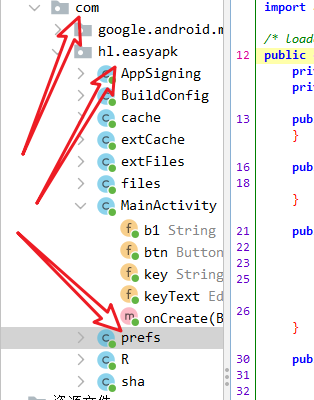 com
google.android.m
hl.easyapk
AppSigning
BuildConfig
cache
extCache
extFiles
files
MainActivity
b1 String
btn Button
key String
keyText Ed
onCreate(B
prefs
R
sha
资源文件
import
/* load
12 public
pri
pri
13 pub
}
16 pub
18
}
21 pub
22
23
25
26
}
30 pub
31
32